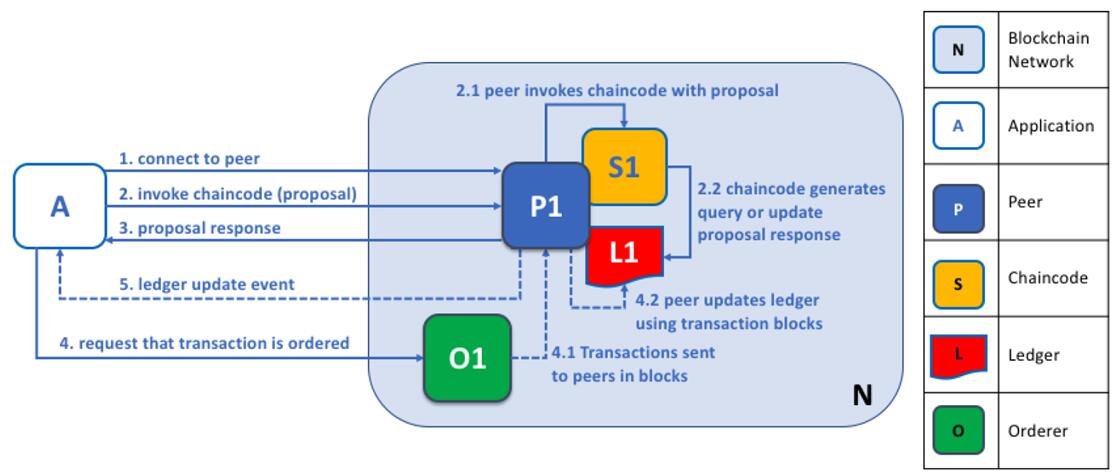 2.1 peer invokes chaincode with proposal
1. connect to peer
2. invoke chaincode (proposal)
3. proposal response
A
P1
S1
L1
2.2 chaincode generates
query or update
proposal response
5. ledger update event
4.2 peer updates ledger
using transaction blocks
4. request that transaction is ordered
O1
4.1 Transactions sent
to peers in blocks
N
N
Blockchain
Network
A
Application
P
Peer
S
Chaincode
L
Ledger
O
Orderer